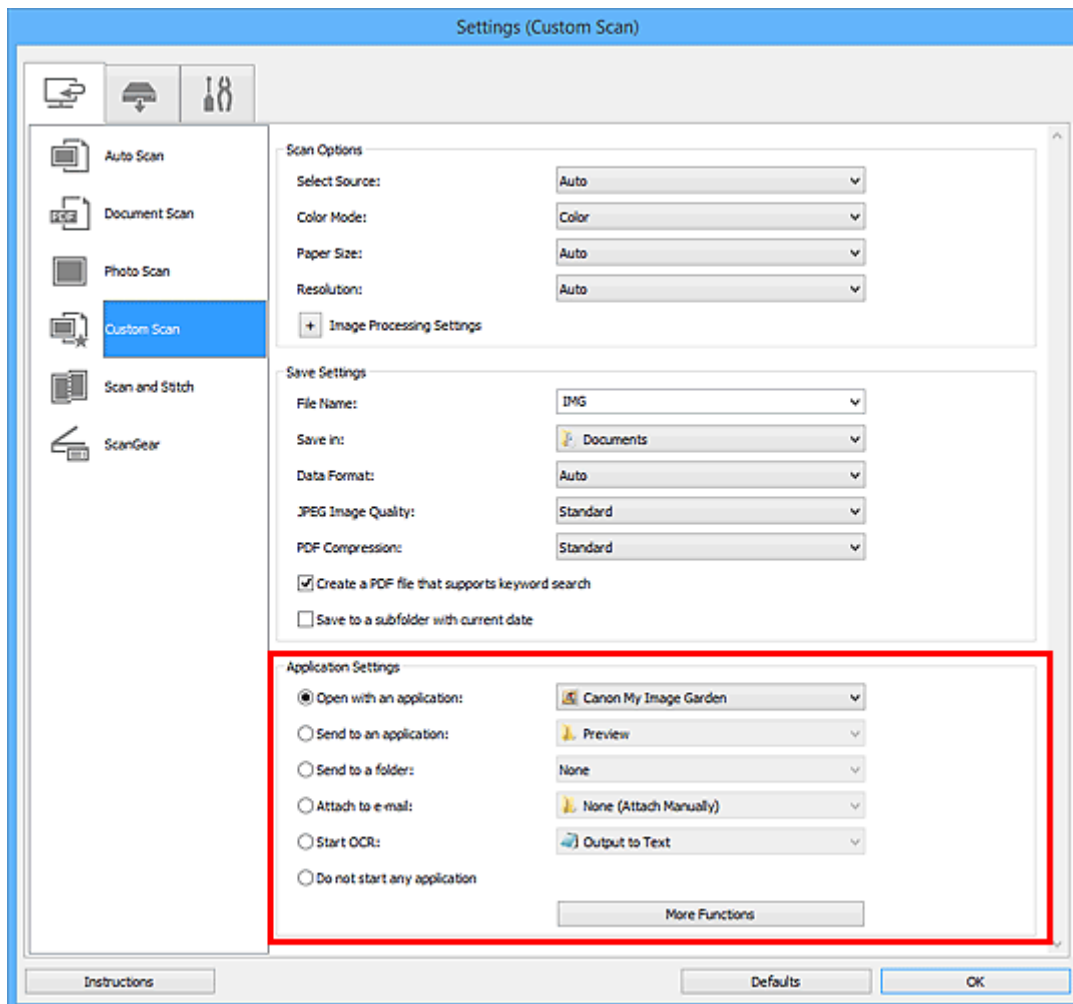 Settings (Custom Scan)
Auto Scan
PDF
Document Scan
Photo Scan
Custom Scan
Scan and Stitch
ScanGear
Scan Options
Select Source: Auto
Color Mode: Color
Paper Size: Auto
Resolution: Auto
+ Image Processing Settings
Save Settings
File Name: IMG
Save in: Documents
Data Format: Auto
JPEG Image Quality: Standard
PDF Compression: Standard
Create a PDF file that supports keyword search
Save to a subfolder with current date
Application Settings
Open with an application: Canon My Image Garden
Send to an application: Preview
Send to a folder: None
Attach to e-mail: None (Attach Manually)
Start OCR: Output to Text
Do not start any application
More Functions
Instructions Defaults OK